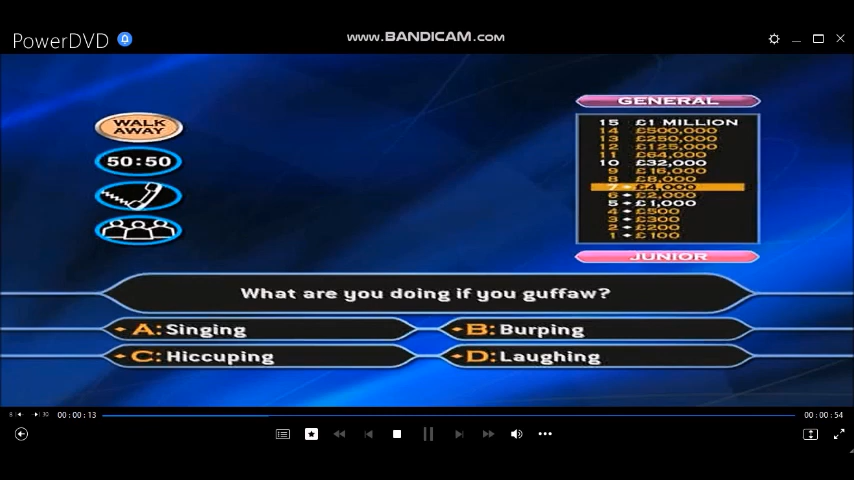 PowerDVD
www.BANDICAM.com
WALK AWAY
50:50
GENERAL
15 £1 MILLION
14 £500,000
13 £250,000
12 £125,000
11 £64,000
10 £32,000
9 £16,000
8 £8,000
7 £4,000
6 £2,000
5 £1,000
4 £500
3 £300
2 £200
1 £100
JUNIOR
What are you doing if you guffaw?
A: Singing
B: Burping
C: Hiccuping
D: Laughing
00:00:13
00:00:54